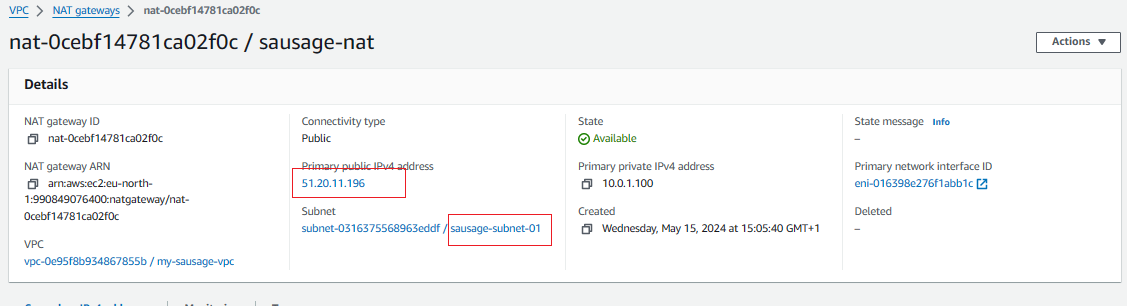 VPC > NAT gateways > nat-0cebf14781ca02f0c
nat-0cebf14781ca02f0c / sausage-nat
Actions
Details
NAT gateway ID
nat-0cebf14781ca02f0c
Connectivity type
Public
State
Available
State message Info
–
NAT gateway ARN
arn:aws:ec2:eu-north-
1:990849076400:natgateway/nat-
0cebf14781ca02f0c
Primary public IPv4 address
51.20.11.196
Primary private IPv4 address
10.0.1.100
Primary network interface ID
eni-016398e276f1abb1c
VPC
vpc-0e95f8b934867855b / my-sausage-vpc
Subnet
subnet-0316375568963eddf / sausage-subnet-01
Created
Wednesday, May 15, 2024 at 15:05:40 GMT+1
Deleted
–